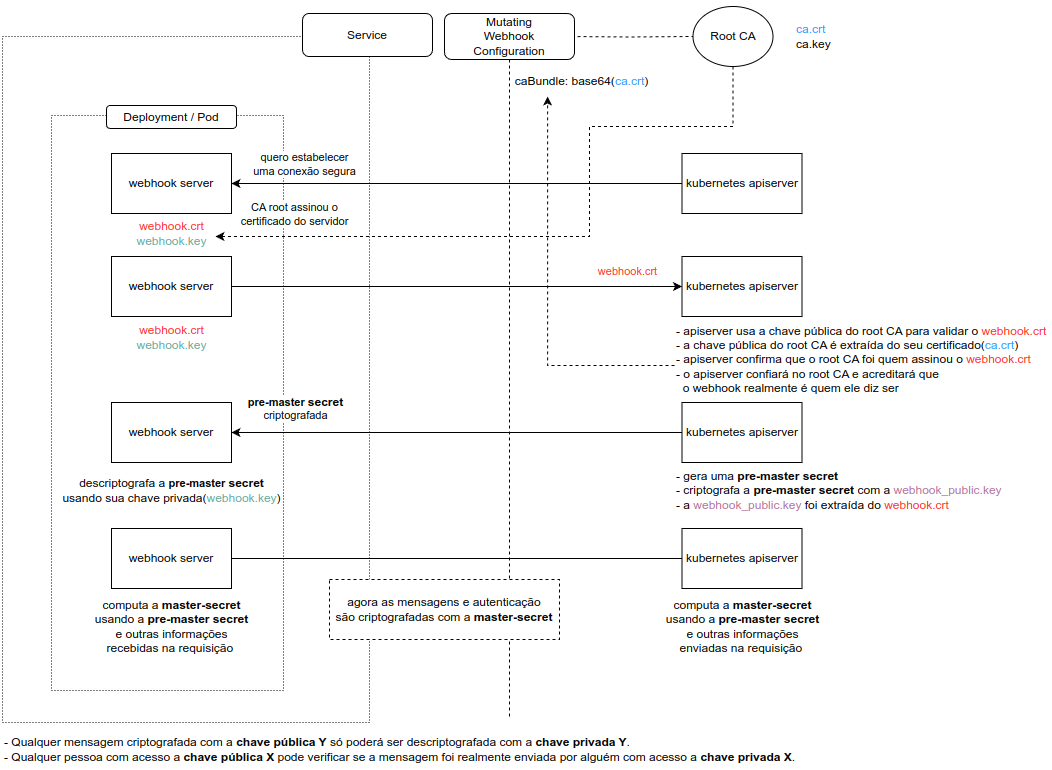 Service
Mutating
Webhook
Configuration
Root CA
ca.crt
ca.key
caBundle: base64(ca.crt)
Deployment / Pod
webhook server
quero estabelecer
uma conexão segura
kubernetes apiserver
CA root assinou o
certificado do servidor
webhook.crt
webhook.key
webhook server
webhook.crt
kubernetes apiserver
webhook.crt
webhook.key
- apiserver usa a chave pública do root CA para validar o webhook.crt
- a chave pública do root CA é extraída do seu certificado(ca.crt)
- apiserver confirma que o root CA foi quem assinou o webhook.crt
- o apiserver confiará no root CA e acreditará que
o webhook realmente é quem ele diz ser
webhook server
pre-master secret
criptografada
kubernetes apiserver
descriptografa a pre-master secret
usando sua chave privada(webhook.key)
- gera uma pre-master secret
- criptografa a pre-master secret com a webhook_public.key
- a webhook_public.key foi extraída do webhook.crt
webhook server
kubernetes apiserver
computa a master-secret
usando a pre-master secret
e outras informações
recebidas na requisição
agora as mensagens e autenticação
são criptografadas com a master-secret
computa a master-secret
usando a pre-master secret
e outras informações
enviadas na requisição
- Qualquer mensagem criptografada com a chave pública Y só poderá ser descriptografada com a chave privada Y.
- Qualquer pessoa com acesso a chave pública X pode verificar se a mensagem foi realmente enviada por alguém com acesso a chave privada X.